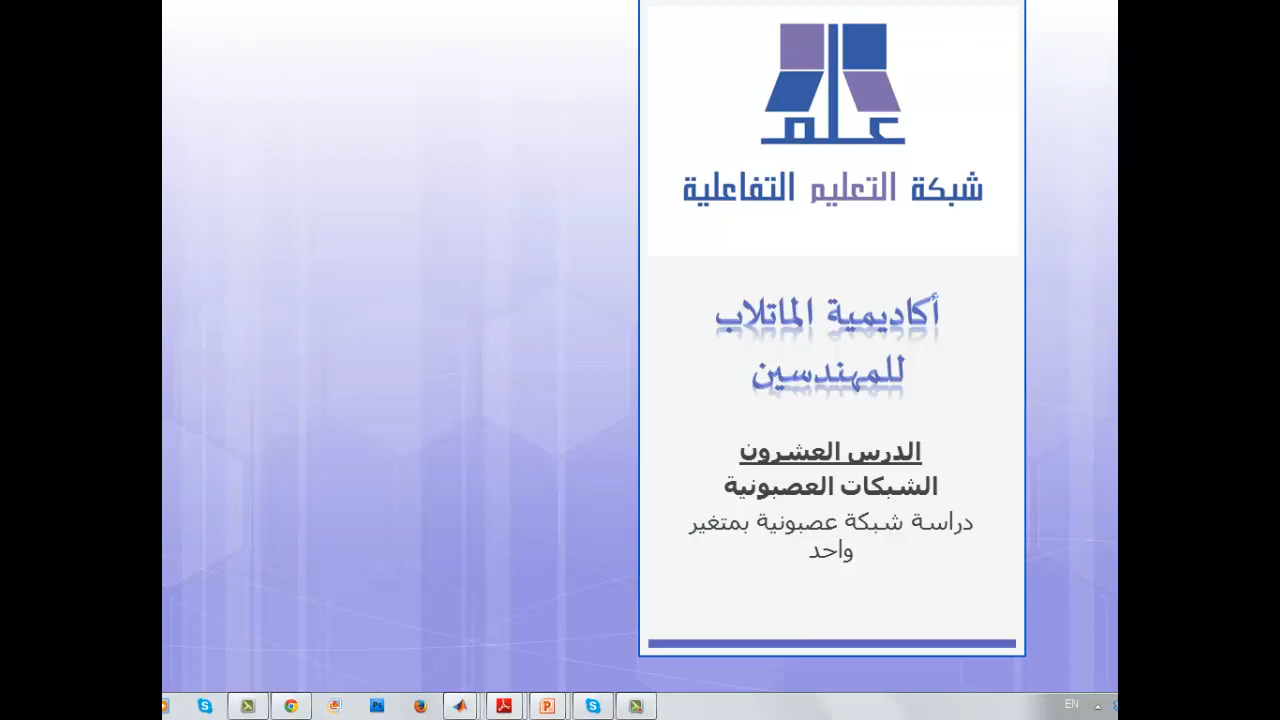 علم
شبكة التعليم التفاعلية
أكاديمية الماتلاب
للمهندسين
الدرس العشرون
الشبكات العصبونية
دراسة شبكة عصبونية بمتغير
واحد
EN